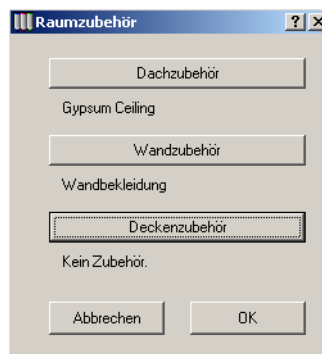 Raumzubehör
Dachzubehör
Gypsum Ceiling
Wandzubehör
Wandbekleidung
Deckenzubehör
Kein Zubehör.
Abbrechen OK